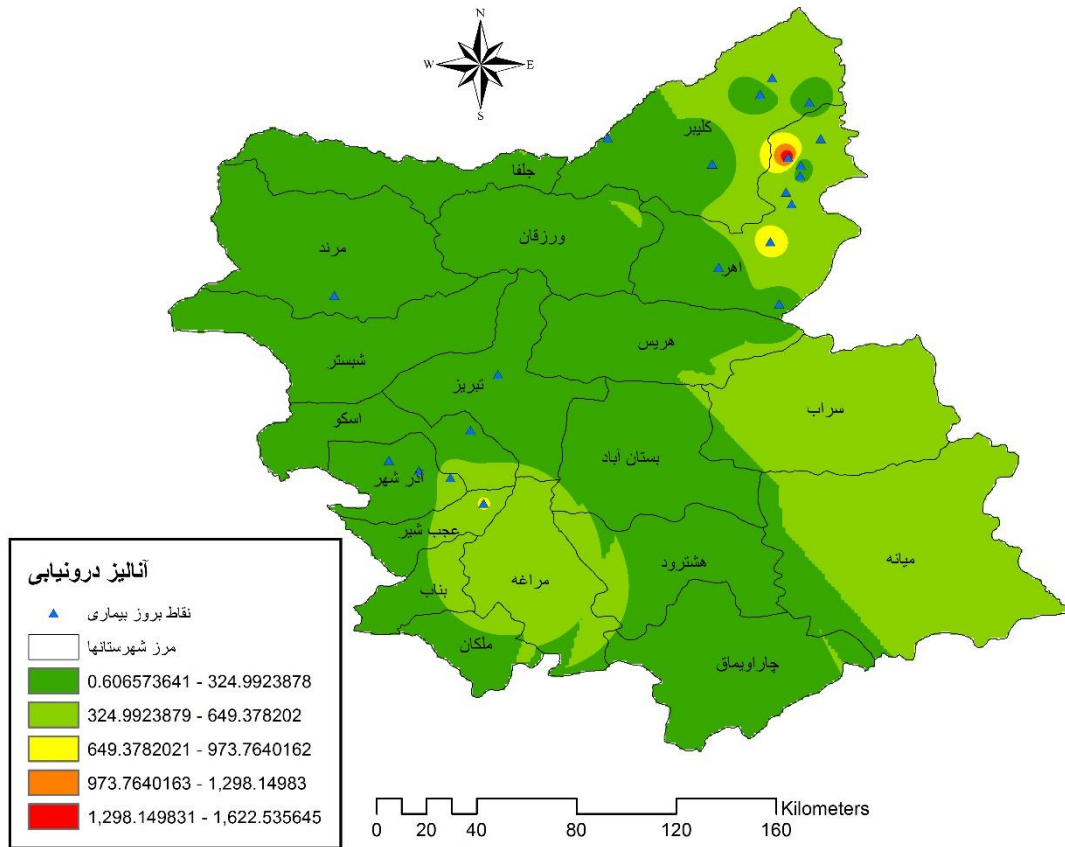 N
W E
S
کلیبر
جلفا
ورزقان
مرند
اهر
هریس
شبستر
تبریز
سراب
اسکو
بستان آباد
آذر شهر
عجب شیر
میانه
هشترود
مراغه
بناب
ملکان
چاراویماق
آنالیز درونیابی
نقاط بروز بیماری
مرز شهرستانها
0.606573641 - 324.9923878
324.9923879 - 649.378202
649.3782021 - 973.7640162
973.7640163 - 1,298.14983
1,298.149831 - 1,622.535645
Kilometers
0 20 40 80 120 160